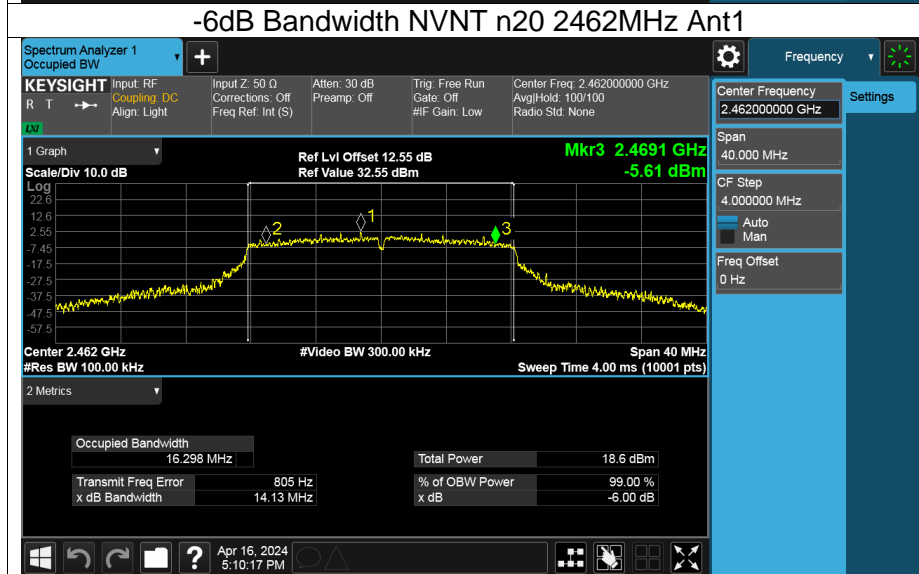 -6dB Bandwidth NVNT n20 2462MHz Ant1
Spectrum Analyzer 1
Occupied BW
Frequency
KEYSIGHT
R T
LXI
Input: RF
Coupling: DC
Align: Light
Input Z: 50 Ω
Corrections: Off
Freq Ref: Int (S)
Atten: 30 dB
Preamp: Off
Trig: Free Run
Gate: Off
#IF Gain: Low
Center Freq: 2.462000000 GHz
Avg|Hold: 100/100
Radio Std: None
Center Frequency
2.462000000 GHz
Settings
Span
40.000 MHz
CF Step
4.000000 MHz
Auto
Man
Freq Offset
0 Hz
1 Graph
Scale/Div 10.0 dB
Ref Lvl Offset 12.55 dB
Ref Value 32.55 dBm
Mkr3 2.4691 GHz
-5.61 dBm
Log
22.6
12.6
2.55
-7.45
-17.5
-27.5
-37.5
-47.5
-57.5
2
1
3
Center 2.462 GHz
#Video BW 300.00 kHz
Span 40 MHz
#Res BW 100.00 kHz
Sweep Time 4.00 ms (10001 pts)
2 Metrics
Occupied Bandwidth
16.298 MHz
Total Power 18.6 dBm
Transmit Freq Error 805 Hz
% of OBW Power 99.00 %
x dB Bandwidth 14.13 MHz
x dB -6.00 dB
?
Apr 16, 2024
5:10:17 PM